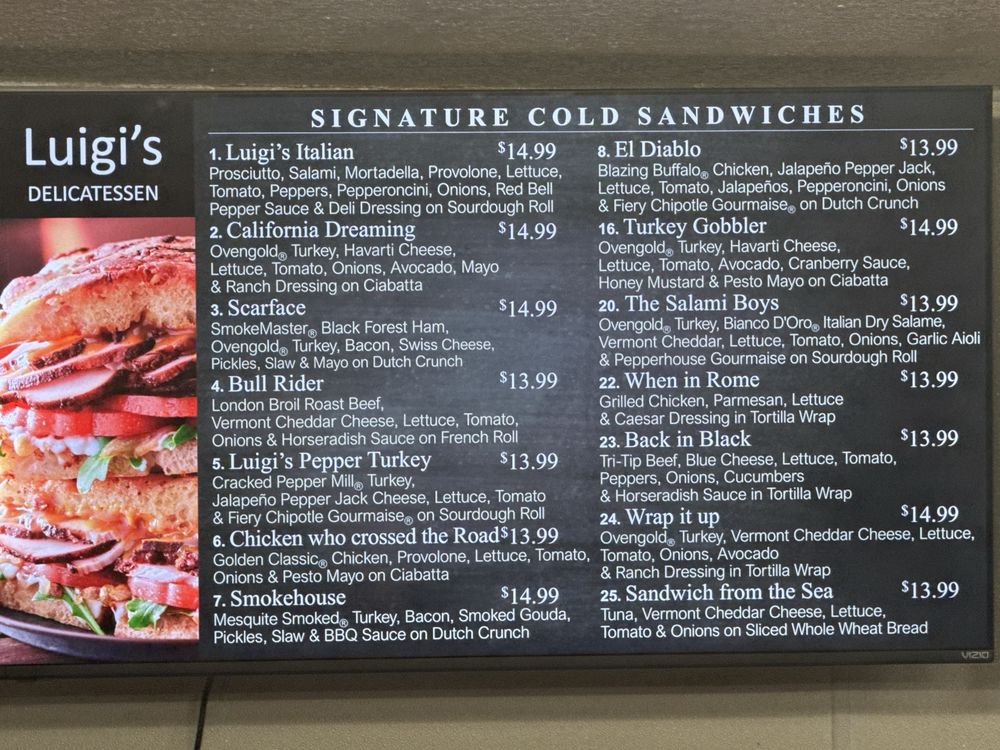 Luigi's
DELICATESSEN
SIGNATURE COLD SANDWICHES
1. Luigi's Italian $14.99
Prosciutto, Salami, Mortadella, Provolone, Lettuce,
Tomato, Peppers, Pepperoncini, Onions, Red Bell
Pepper Sauce & Deli Dressing on Sourdough Roll
2. California Dreaming $14.99
Ovengold® Turkey, Havarti Cheese,
Lettuce, Tomato, Onions, Avocado, Mayo
& Ranch Dressing on Ciabatta
3. Scarface $14.99
SmokeMaster® Black Forest Ham,
Ovengold® Turkey, Bacon, Swiss Cheese,
Pickles, Slaw & Mayo on Dutch Crunch
4. Bull Rider $13.99
London Broil Roast Beef,
Vermont Cheddar Cheese, Lettuce, Tomato,
Onions & Horseradish Sauce on French Roll
5. Luigi's Pepper Turkey $13.99
Cracked Pepper Mill® Turkey,
Jalapeño Pepper Jack Cheese, Lettuce, Tomato
& Fiery Chipotle Gourmaise® on Sourdough Roll
6. Chicken who crossed the Road $13.99
Golden Classic® Chicken, Provolone, Lettuce, Tomato,
Onions & Pesto Mayo on Ciabatta
7. Smokehouse $14.99
Mesquite Smoked® Turkey, Bacon, Smoked Gouda,
Pickles, Slaw & BBQ Sauce on Dutch Crunch
8. El Diablo $13.99
Blazing Buffalo® Chicken, Jalapeño Pepper Jack,
Lettuce, Tomato, Jalapeños, Pepperoncini, Onions
& Fiery Chipotle Gourmaise® on Dutch Crunch
16. Turkey Gobbler $14.99
Ovengold® Turkey, Havarti Cheese,
Lettuce, Tomato, Avocado, Cranberry Sauce,
Honey Mustard & Pesto Mayo on Ciabatta
20. The Salami Boys $13.99
Ovengold® Turkey, Bianco D'Oro® Italian Dry Salame,
Vermont Cheddar, Lettuce, Tomato, Onions, Garlic Aioli
& Pepperhouse Gourmaise on Sourdough Roll
22. When in Rome $13.99
Grilled Chicken, Parmesan, Lettuce
& Caesar Dressing in Tortilla Wrap
23. Back in Black $13.99
Tri-Tip Beef, Blue Cheese, Lettuce, Tomato,
Peppers, Onions, Cucumbers
& Horseradish Sauce in Tortilla Wrap
24. Wrap it up $14.99
Ovengold® Turkey, Vermont Cheddar Cheese, Lettuce,
Tomato, Onions, Avocado
& Ranch Dressing in Tortilla Wrap
25. Sandwich from the Sea $13.99
Tuna, Vermont Cheddar Cheese, Lettuce,
Tomato & Onions on Sliced Whole Wheat Bread
VIZIO